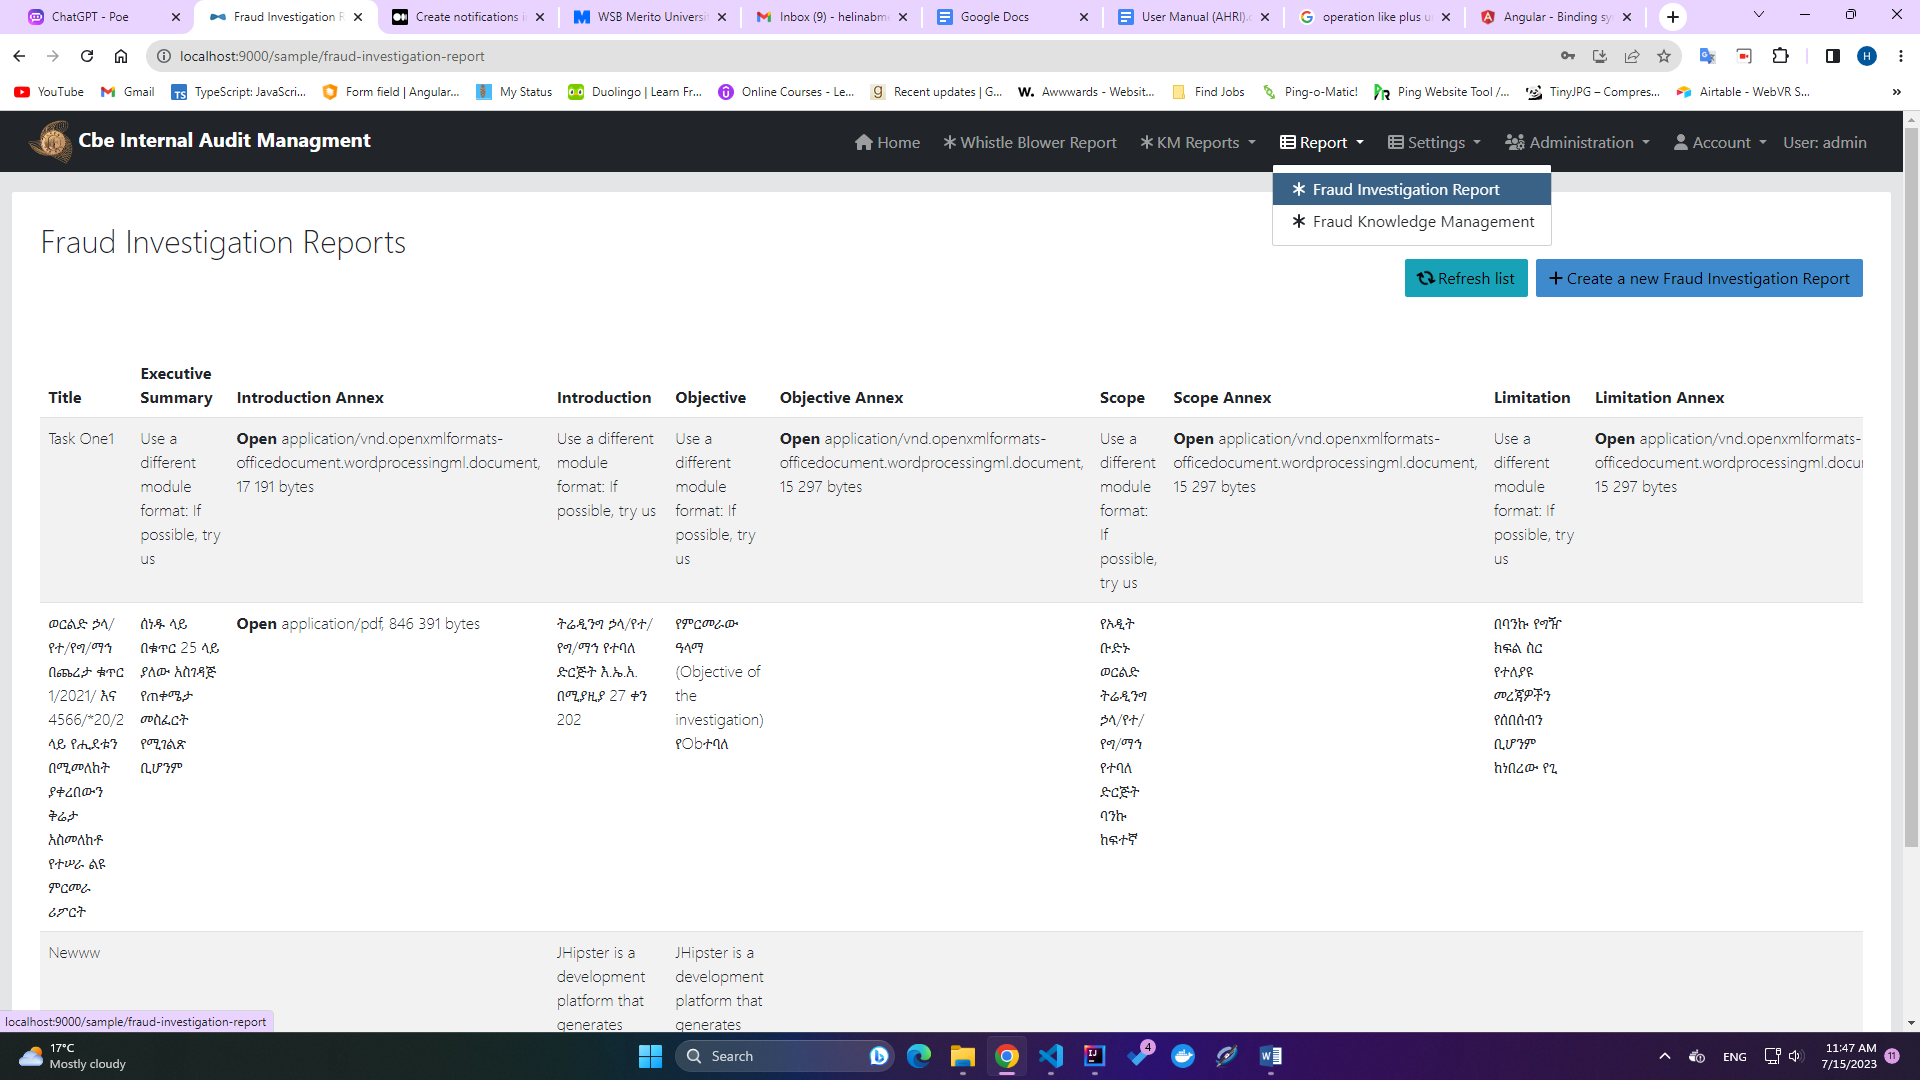 ChatGPT - Poe
Fraud Investigation R
Create notifications i
WSB Merito Universi
Inbox (9) - helinabm
Google Docs
User Manual (AHRI).
operation like plus u
Angular - Binding sy
localhost:9000/sample/fraud-investigation-report
YouTube
Gmail
TypeScript: JavaScri...
Form field | Angular...
My Status
Duolingo | Learn Fr...
Online Courses - Le...
Recent updates | G...
Awwwards - Websit...
Find Jobs
Ping-o-Matic!
Ping Website Tool /...
TinyJPG – Compres...
Airtable - WebVR S...
Cbe Internal Audit Managment
Home
Whistle Blower Report
KM Reports
Report
Settings
Administration
Account
User: admin
Fraud Investigation Report
Fraud Knowledge Management
Fraud Investigation Reports
Refresh list
Create a new Fraud Investigation Report
Title
Executive
Summary
Introduction Annex
Introduction
Objective
Objective Annex
Scope
Scope Annex
Limitation
Limitation Annex
Task One1
Use a
different
module
format: If
possible, try
us
Open application/vnd.openxmlformats-
officedocument.wordprocessingml.document,
17 191 bytes
Use a different
module
format: If
possible, try us
Use a
different
module
format: If
possible, try
us
Open application/vnd.openxmlformats-
officedocument.wordprocessingml.document,
15 297 bytes
Use a
different
module
format:
If
possible,
try us
Open application/vnd.openxmlformats-
officedocument.wordprocessingml.document,
15 297 bytes
Use a
different
module
format: If
possible, try
us
Open application/vnd.openxmlformats-
officedocument.wordprocessingml.docu
15 297 bytes
ወርልድ ኃላ/
የተ/የግ/ማኅ
በጨረታ ቁጥር
1/2021/ እና
4566/*20/2
ላይ የሒደቱን
በሚመለከት
ያቀረበውን
ቅሬታ
አስመለከቶ
የተሠራ ልዩ
ምርመራ
ሪፖርት
ሰነዱ ላይ
በቁጥር 25 ላይ
ያለው አስገዳጅ
የጠቀሜታ
መስፈርት
የሚገልጽ
ቢሆንም
Open application/pdf, 846 391 bytes
ትሬዲንግ ኃላ/የተ/
የግ/ማኅ የተባለ
ድርጅት እ.ኤ.አ.
በሚያዚያ 27 ቀን
202
የምርመራው
ዓላማ
(Objective of
the
investigation)
የObተባለ
የኦዲት
ቡድኑ
ወርልድ
ትሬዲንግ
ኃላ/የተ/
የግ/ማኅ
የተባለ
ድርጅት
ባንኩ
ከፍተኛ
በባንኩ የግዥ
ክፍል ስር
የተለያዩ
መረጃዎችን
የሰበሰብን
ቢሆንም
ከነበረው የጊ
Newww
JHipster is a
development
platform that
generates
JHipster is a
development
platform that
generates
localhost:9000/sample/fraud-investigation-report
17°C
Mostly cloudy
Search
4
ENG
11:47 AM
7/15/2023
11